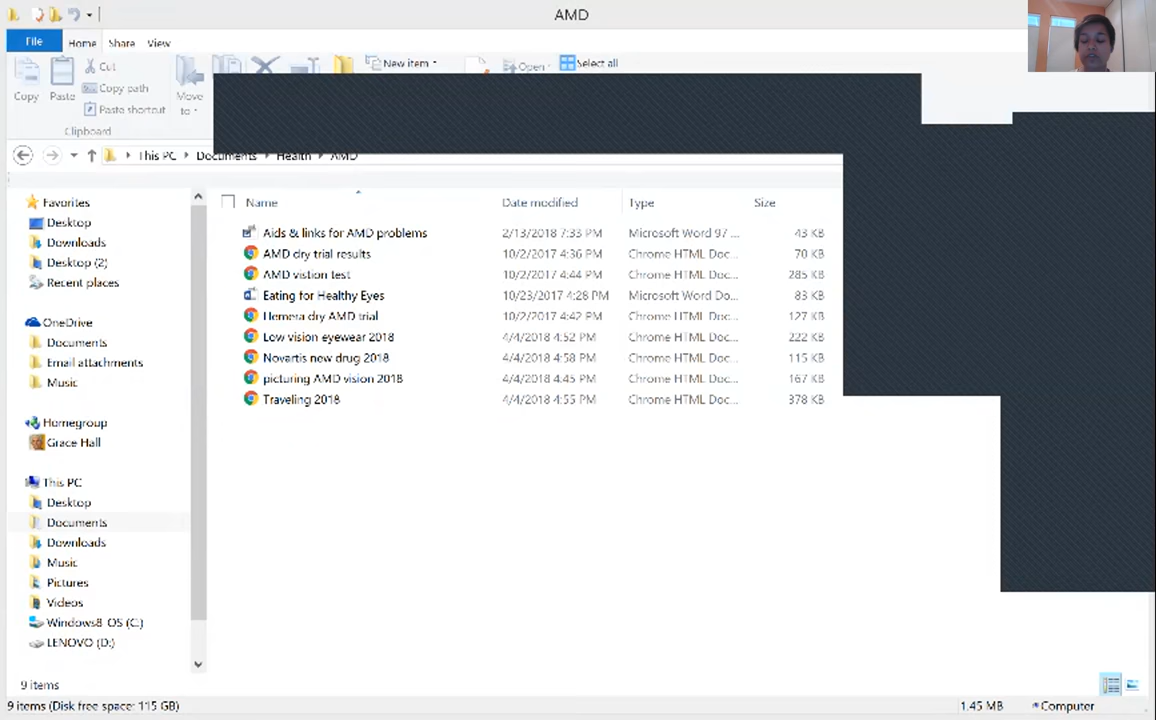 AMD
File Home Share View
Copy Paste Cut Copy path Paste shortcut Move to New item Open Select all
Clipboard
This PC Documents Health AMD
Name Date modified Type Size
Aids & links for AMD problems 2/13/2018 7:33 PM Microsoft Word 97 ... 43 KB
AMD dry trial results 10/2/2017 4:36 PM Chrome HTML Doc... 70 KB
AMD vistion test 10/2/2017 4:44 PM Chrome HTML Doc... 285 KB
Eating for Healthy Eyes 10/23/2017 4:28 PM Microsoft Word Do... 83 KB
Hemera dry AMD trial 10/2/2017 4:42 PM Chrome HTML Doc... 127 KB
Low vision eyewear 2018 4/4/2018 4:52 PM Chrome HTML Doc... 222 KB
Novartis new drug 2018 4/4/2018 4:58 PM Chrome HTML Doc... 115 KB
picturing AMD vision 2018 4/4/2018 4:45 PM Chrome HTML Doc... 167 KB
Traveling 2018 4/4/2018 4:55 PM Chrome HTML Doc... 378 KB
Favorites
Desktop
Downloads
Desktop (2)
Recent places
OneDrive
Documents
Email attachments
Music
Homegroup
Grace Hall
This PC
Desktop
Documents
Downloads
Music
Pictures
Videos
Windows8_OS (C:)
LENOVO (D:)
9 items
9 items (Disk free space: 115 GB) 1.45 MB Computer